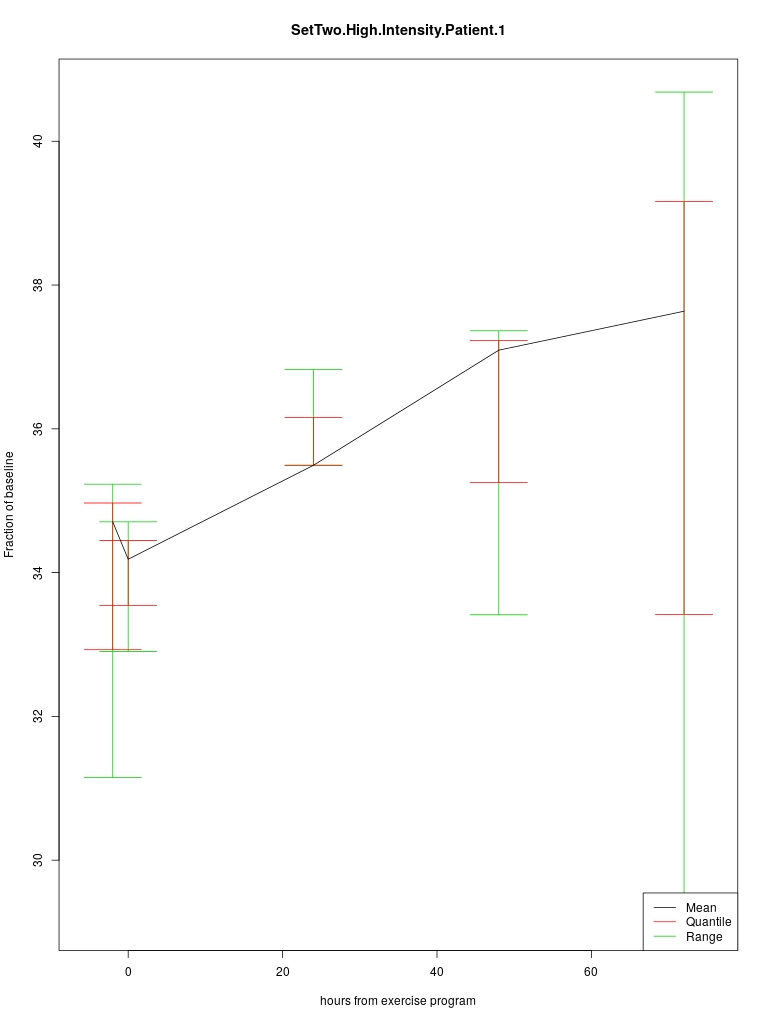 SetTwo.High.Intensity.Patient.1
Fraction of baseline
40
38
36
34
32
30
0 20 40 60
hours from exercise program
Mean
Quantile
Range